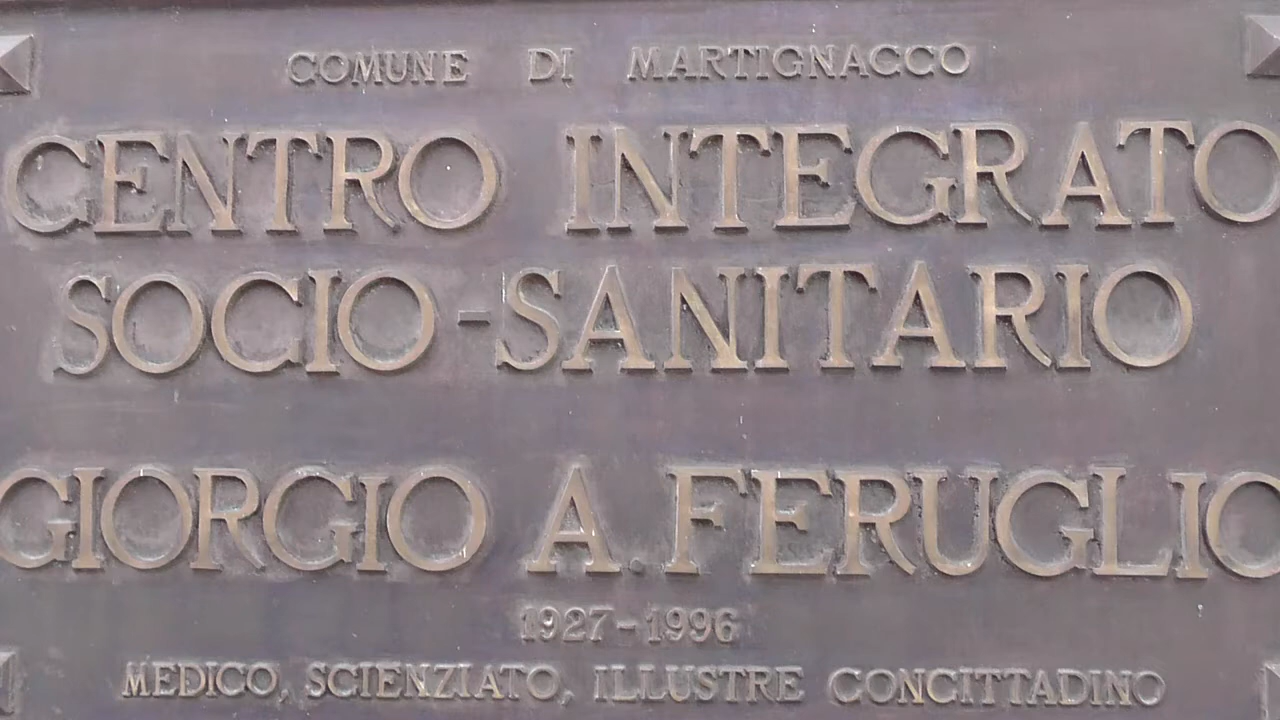 COMUNE DI MARTIGNACCO
CENTRO INTEGRATO
SOCIO-SANITARIO
GIORGIO A. FERUGLIO
1927-1996
MEDICO, SCIENZIATO, ILLUSTRE CONCITTADINO